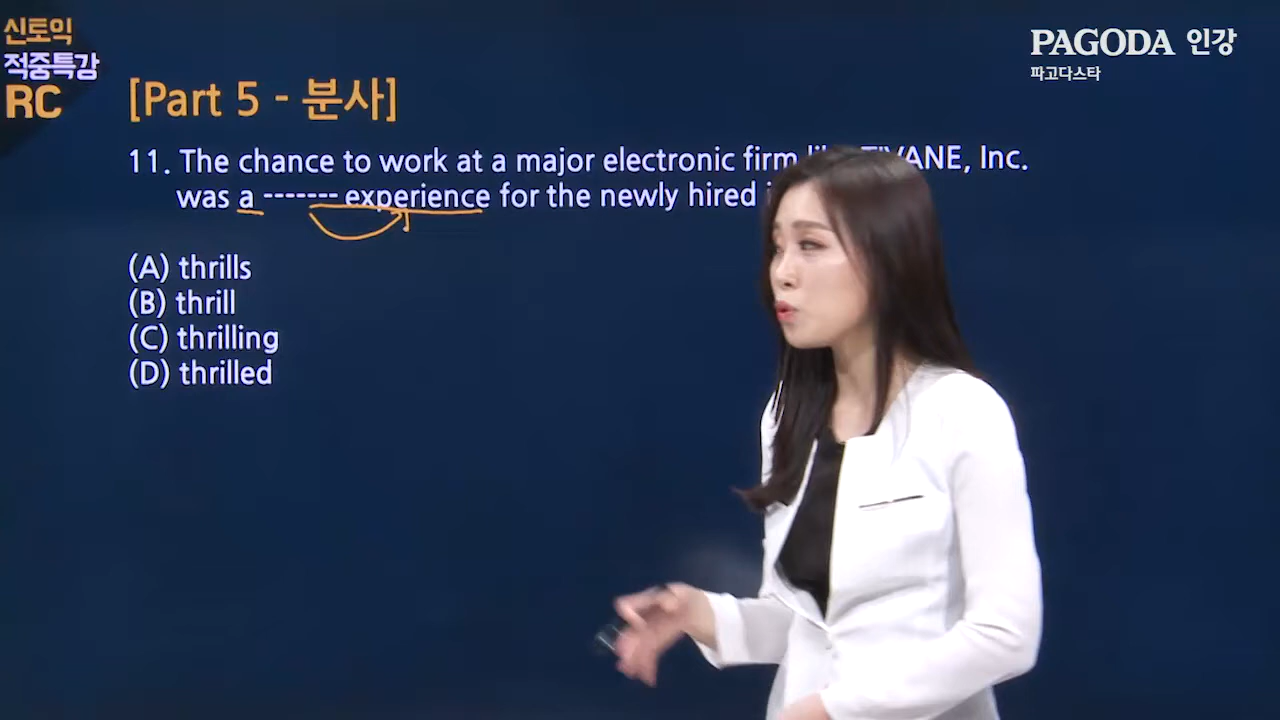 신토익
적중특강
RC
PAGODA 인강
파고다스타
[Part 5 - 분사]
11. The chance to work at a major electronic firm TIVANE, Inc.
was a ------- experience for the newly hired
(A) thrills
(B) thrill
(C) thrilling
(D) thrilled